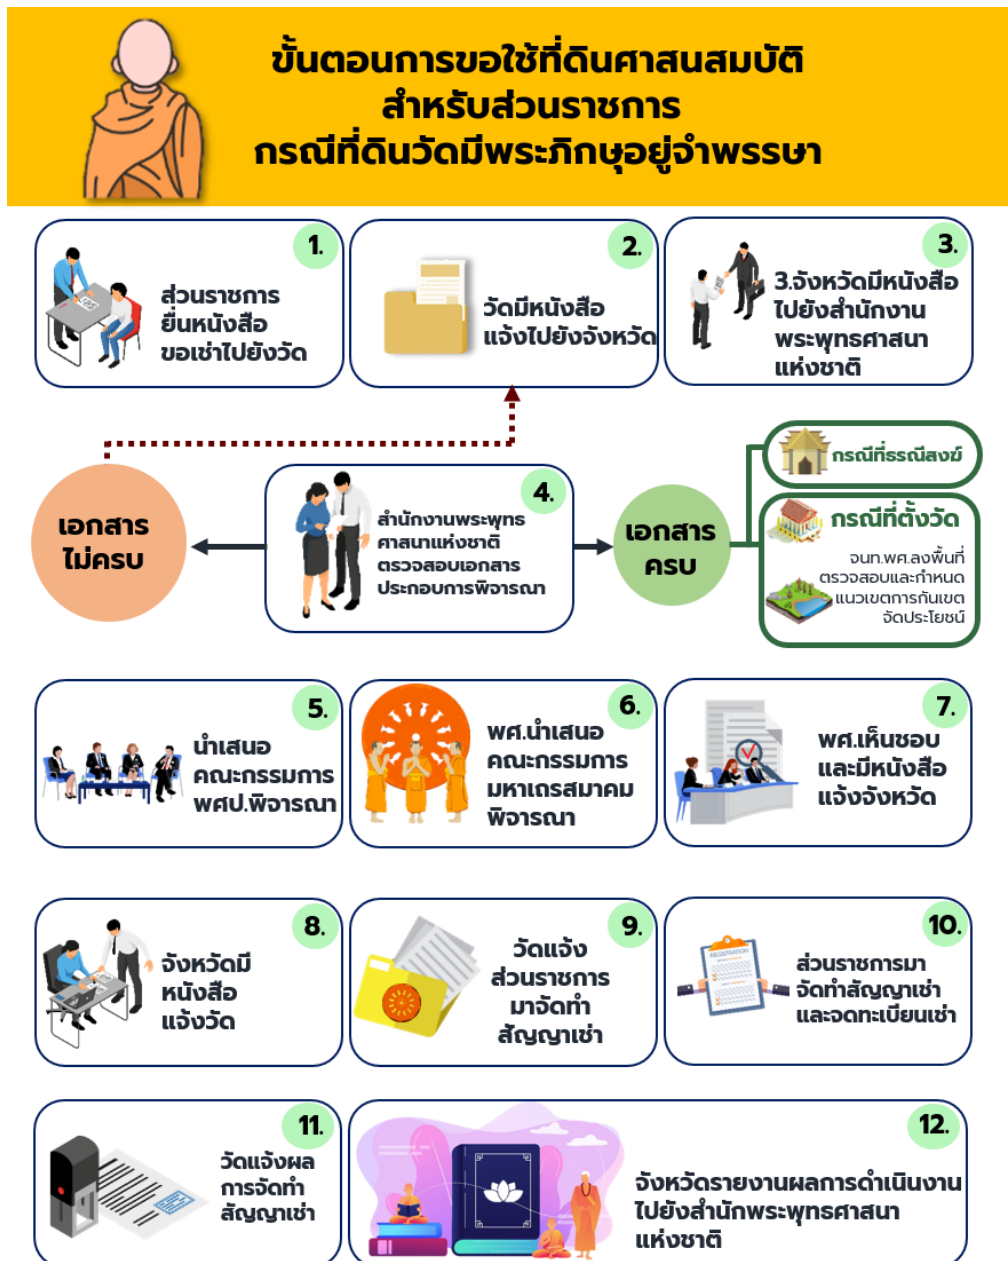 ขั้นตอนการขอใช้ที่ดินศาสนสมบัติ
สำหรับส่วนราชการ
กรณีที่ดินวัดมีพระภิกษุอยู่จำพรรษา
1.
ส่วนราชการ
ยื่นหนังสือ
ขอเช่าไปยังวัด
2.
วัดมีหนังสือ
แจ้งไปยังจังหวัด
3.
3.จังหวัดมีหนังสือ
ไปยังสำนักงาน
พระพุทธศาสนา
แห่งชาติ
เอกสาร
ไม่ครบ
4.
สำนักงานพระพุทธ
ศาสนาแห่งชาติ
ตรวจสอบเอกสาร
ประกอบการพิจารณา
เอกสาร
ครบ
กรณีที่ธรณีสงฆ์
กรณีที่ตั้งวัด
จนท.พศ.ลงพื้นที่
ตรวจสอบและกำหนด
แนวเขตการกันเขต
จัดประโยชน์
5.
นำเสนอ
คณะกรรมการ
พศป.พิจารณา
6.
พศ.นำเสนอ
คณะกรรมการ
มหาเถรสมาคม
พิจารณา
7.
พศ.เห็นชอบ
และมีหนังสือ
แจ้งจังหวัด
8.
จังหวัดมี
หนังสือ
แจ้งวัด
9.
วัดแจ้ง
ส่วนราชการ
มาจัดทำ
สัญญาเช่า
10.
REGISTRATION
ส่วนราชการมา
จัดทำสัญญาเช่า
และจดทะเบียนเช่า
11.
วัดแจ้งผล
การจัดทำ
สัญญาเช่า
12.
จังหวัดรายงานผลการดำเนินงาน
ไปยังสำนักพระพุทธศาสนา
แห่งชาติ